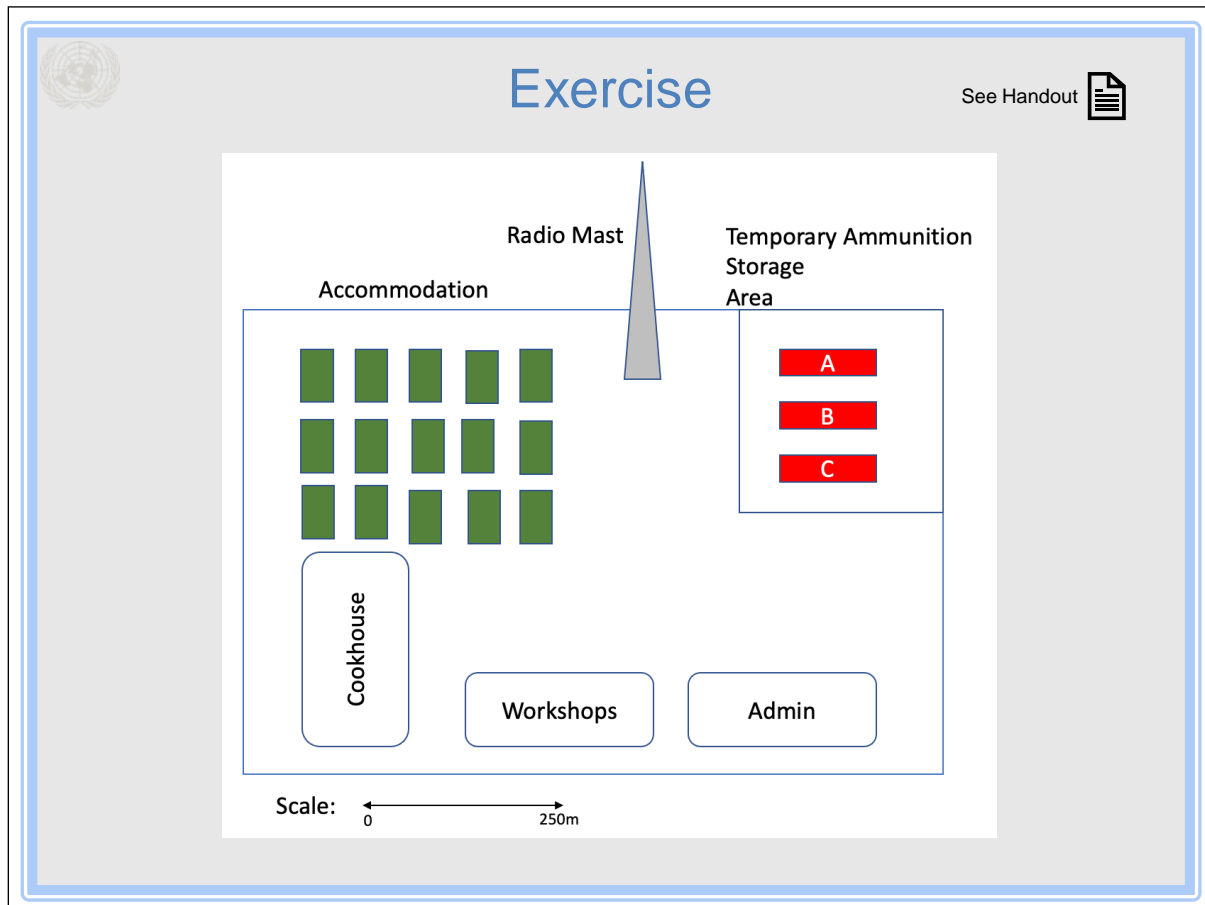 Exercise
See Handout
Radio Mast
Temporary Ammunition
Storage
Area
Accommodation
A
B
C
Cookhouse
Workshops
Admin
Scale:
0
250m